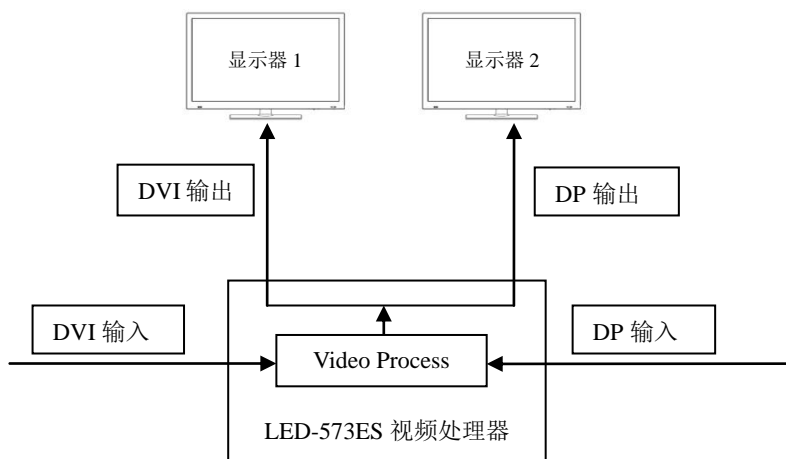 显示器 1
显示器 2
DVI 输出
DP 输出
DVI 输入
DP 输入
Video Process
LED-573ES 视频处理器